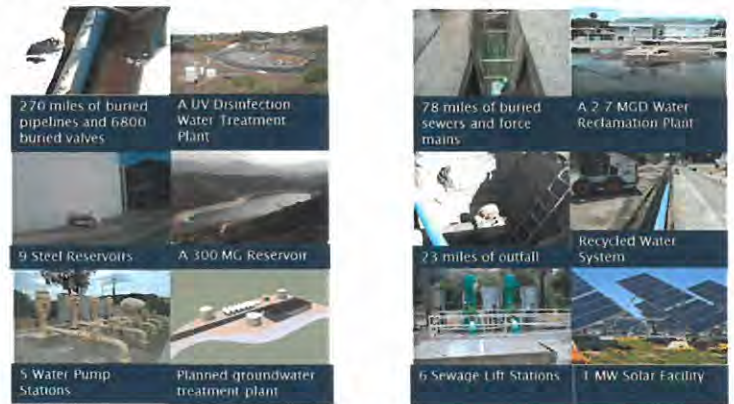 270 miles of buried
pipelines and 6800
buried valves
A UV Disinfection
Water Treatment
Plant
9 Steel Reservoirs
A 300 MG Reservoir
5 Water Pump
Stations
Planned groundwater
treatment plant
78 miles of buried
sewers and force
mains
A 2.7 MGD Water
Reclamation Plant
23 miles of outfall
Recycled Water
System
6 Sewage Lift Stations
1 MW Solar Facility